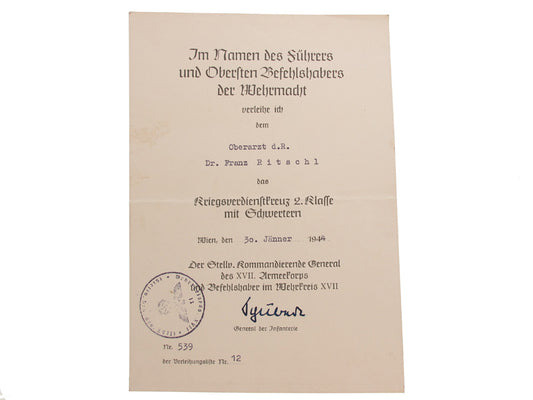 Im Namen des Führers
und Obersten Befehlshabers
der Wehrmacht
verleihe ich
dem
Oberarzt d.R.
Dr. Franz Ritschl
das
Kriegsverdienstkreuz 2. Klasse
mit Schwertern
Wien, den 30. Jänner 1944
Der Stellv. Kommandierende General
des XVII. Armeekorps
und Befehlshaber im Wehrkreis XVII
Schubert
General der Infanterie
Nr. 539
der Verleihungsliste Nr. 12